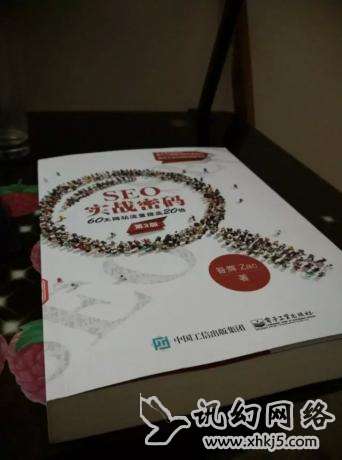 SEO
实战密码
60天网站流量提高20倍
第3版
昝辉 Zac
著
SEO
中国工信出版集团
电子工业出版社
讯幻网络
www.xhkj5.com